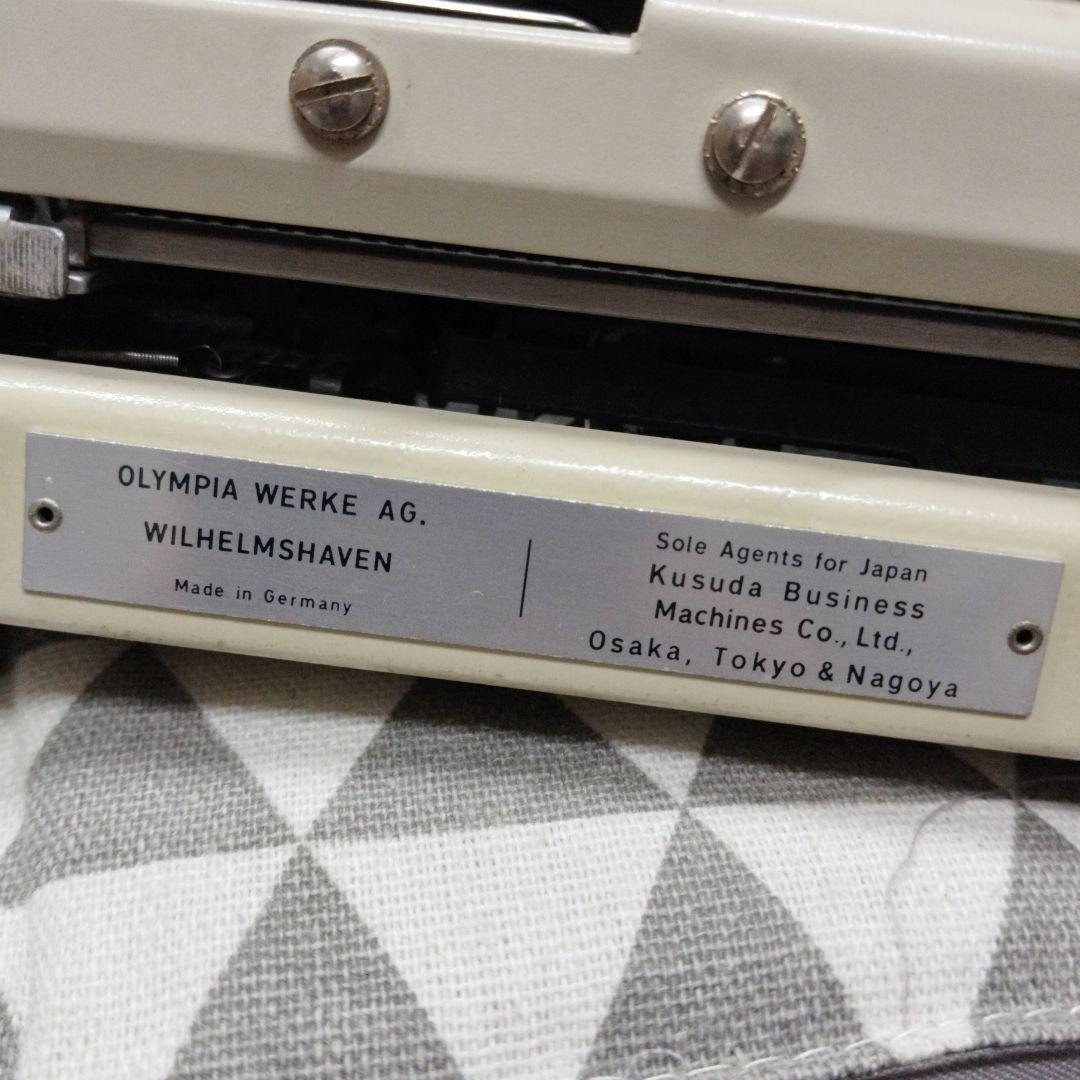 OLYMPIA WERKE AG.
WILHELMSHAVEN
Made in Germany
Sole Agents for Japan
Kusuda Business
Machines Co., Ltd.,
Osaka, Tokyo & Nagoya